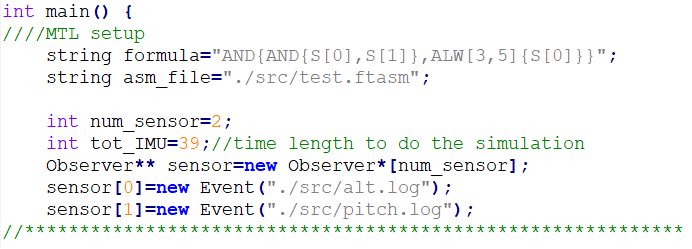 int main() {
////MTL setup
    string formula="AND{AND{S[0],S[1]},ALW[3,5]{S[0]}}";
    string asm_file="./src/test.ftasm";

    int num_sensor=2;
    int tot_IMU=39;//time length to do the simulation
    Observer** sensor=new Observer*[num_sensor];
    sensor[0]=new Event("./src/alt.log");
    sensor[1]=new Event("./src/pitch.log");
//************************************************************